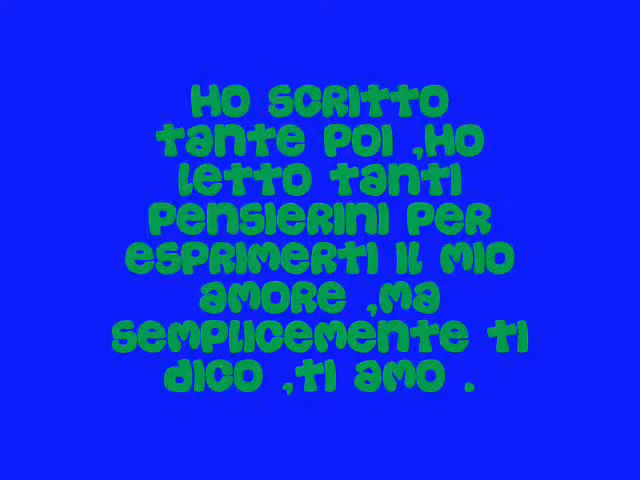 Ho scritto
tante poi ,ho
letto tanti
pensierini per
esprimerti il mio
amore ,ma
semplicemente ti
dico ,ti amo .